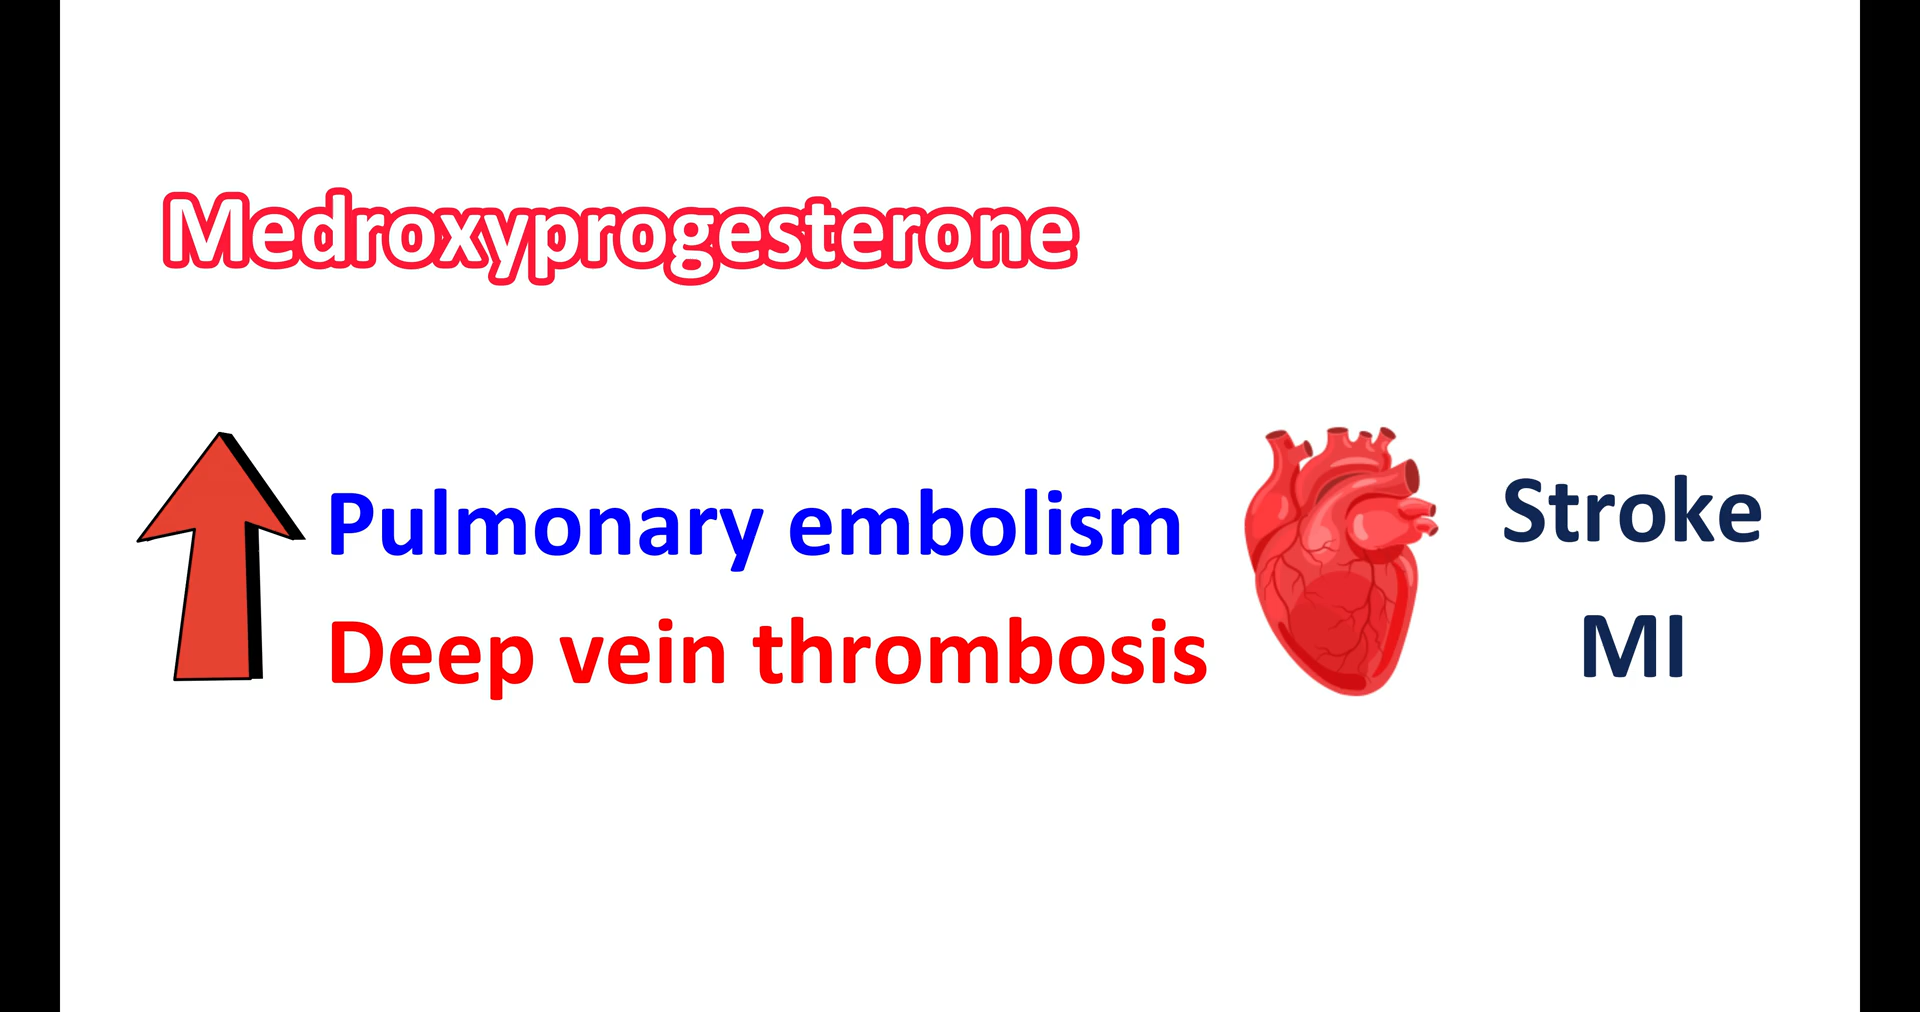 Medroxyprogesterone
Pulmonary embolism
Deep vein thrombosis
Stroke
MI